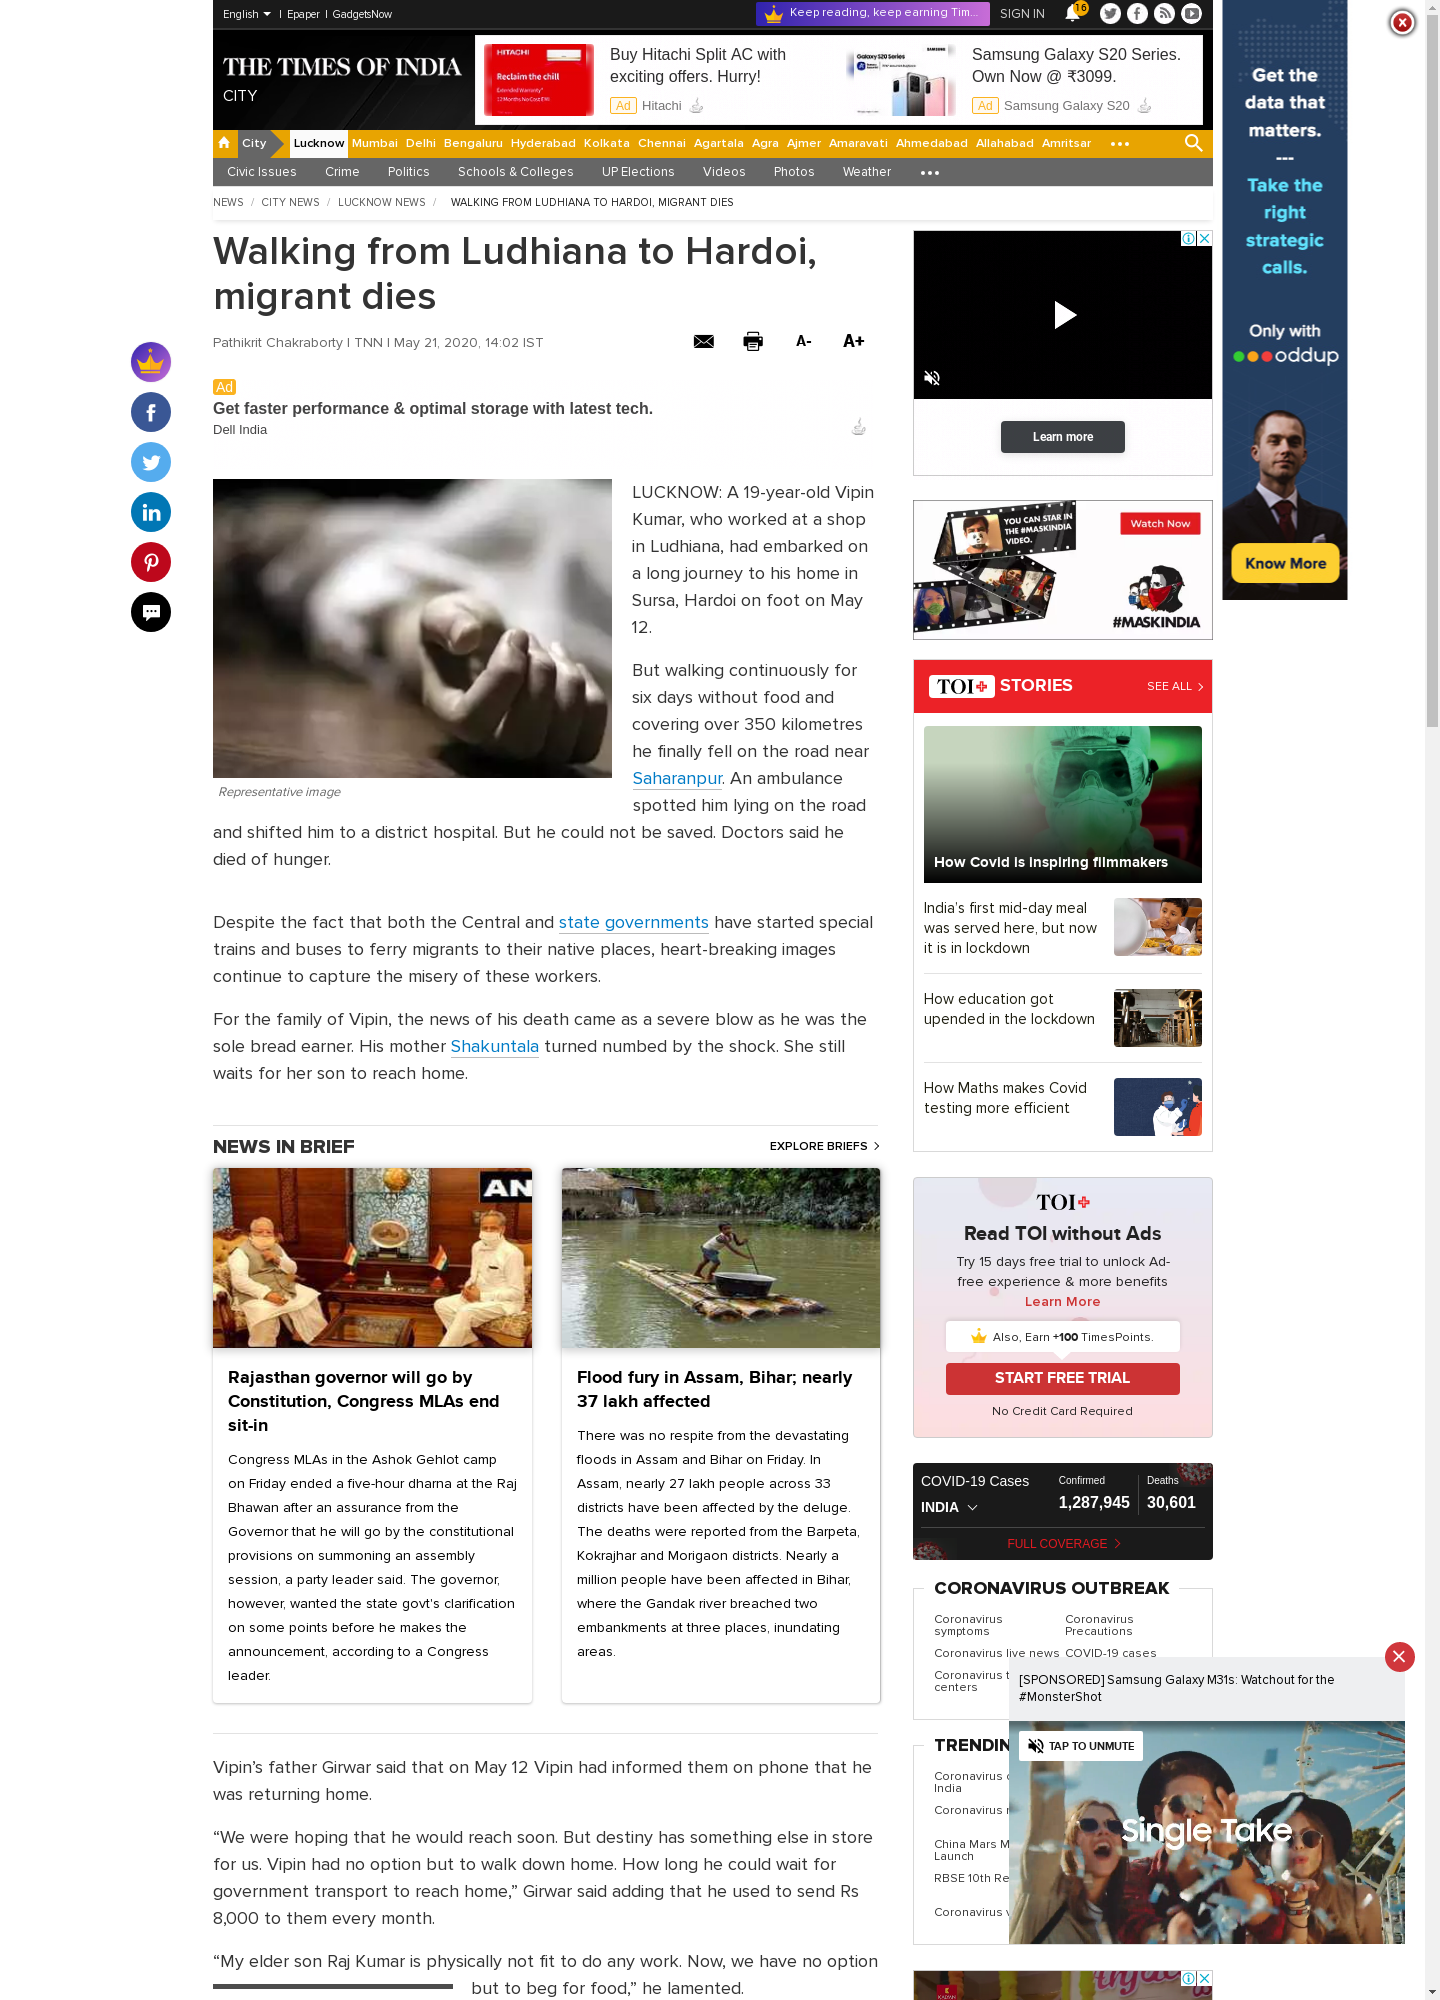 English | Epaper | GadgetsNow
Keep reading, keep earning Tim...
SIGN IN
16
THE TIMES OF INDIA
CITY
HITACHI
Reclaim the chill
Buy Hitachi Split AC with
exciting offers. Hurry!
Ad Hitachi
SAMSUNG
Galaxy S20 Series
Samsung Galaxy S20 Series.
Own Now @ ₹3099.
Ad Samsung Galaxy S20
City Lucknow Mumbai Delhi Bengaluru Hyderabad Kolkata Chennai Agartala Agra Ajmer Amaravati Ahmedabad Allahabad Amritsar
Civic Issues Crime Politics Schools & Colleges UP Elections Videos Photos Weather
NEWS / CITY NEWS / LUCKNOW NEWS / WALKING FROM LUDHIANA TO HARDOI, MIGRANT DIES
Walking from Ludhiana to Hardoi,
migrant dies
Pathikrit Chakraborty | TNN | May 21, 2020, 14:02 IST
A- A+
Ad
Get faster performance & optimal storage with latest tech.
Dell India
LUCKNOW: A 19-year-old Vipin
Kumar, who worked at a shop
in Ludhiana, had embarked on
a long journey to his home in
Sursa, Hardoi on foot on May
12.
But walking continuously for
six days without food and
covering over 350 kilometres
he finally fell on the road near
Saharanpur. An ambulance
spotted him lying on the road
Representative image
and shifted him to a district hospital. But he could not be saved. Doctors said he
died of hunger.
Despite the fact that both the Central and state governments have started special
trains and buses to ferry migrants to their native places, heart-breaking images
continue to capture the misery of these workers.
For the family of Vipin, the news of his death came as a severe blow as he was the
sole bread earner. His mother Shakuntala turned numbed by the shock. She still
waits for her son to reach home.
NEWS IN BRIEF
EXPLORE BRIEFS
AN
Rajasthan governor will go by
Constitution, Congress MLAs end
sit-in
Congress MLAs in the Ashok Gehlot camp
on Friday ended a five-hour dharna at the Raj
Bhawan after an assurance from the
Governor that he will go by the constitutional
provisions on summoning an assembly
session, a party leader said. The governor,
however, wanted the state govt's clarification
on some points before he makes the
announcement, according to a Congress
leader.
Flood fury in Assam, Bihar; nearly
37 lakh affected
There was no respite from the devastating
floods in Assam and Bihar on Friday. In
Assam, nearly 27 lakh people across 33
districts have been affected by the deluge.
The deaths were reported from the Barpeta,
Kokrajhar and Morigaon districts. Nearly a
million people have been affected in Bihar,
where the Gandak river breached two
embankments at three places, inundating
areas.
Vipin’s father Girwar said that on May 12 Vipin had informed them on phone that he
was returning home.
“We were hoping that he would reach soon. But destiny has something else in store
for us. Vipin had no option but to walk down home. How long he could wait for
government transport to reach home,” Girwar said adding that he used to send Rs
8,000 to them every month.
“My elder son Raj Kumar is physically not fit to do any work. Now, we have no option
but to beg for food,” he lamented.
Learn more
YOU CAN STAR IN
THE #MASKINDIA
VIDEO.
Watch Now
#MASKINDIA
TOI+ STORIES
SEE ALL
How Covid is inspiring filmmakers
India’s first mid-day meal
was served here, but now
it is in lockdown
How education got
upended in the lockdown
How Maths makes Covid
testing more efficient
TOI+
Read TOI without Ads
Try 15 days free trial to unlock Ad-
free experience & more benefits
Learn More
Also, Earn +100 TimesPoints.
START FREE TRIAL
No Credit Card Required
COVID-19 Cases
INDIA
Confirmed
1,287,945
Deaths
30,601
FULL COVERAGE
CORONAVIRUS OUTBREAK
Coronavirus
symptoms
Coronavirus
Precautions
Coronavirus live news
COVID-19 cases
Coronavirus t
centers
TRENDIN
Coronavirus
India
Coronavirus
China Mars M
Launch
RBSE 10th Re
Coronavirus v
[SPONSORED] Samsung Galaxy M31s: Watchout for the
#MonsterShot
TAP TO UNMUTE
Single Take
Get the
data that
matters.
---
Take the
right
strategic
calls.
Only with
oddup
Know More